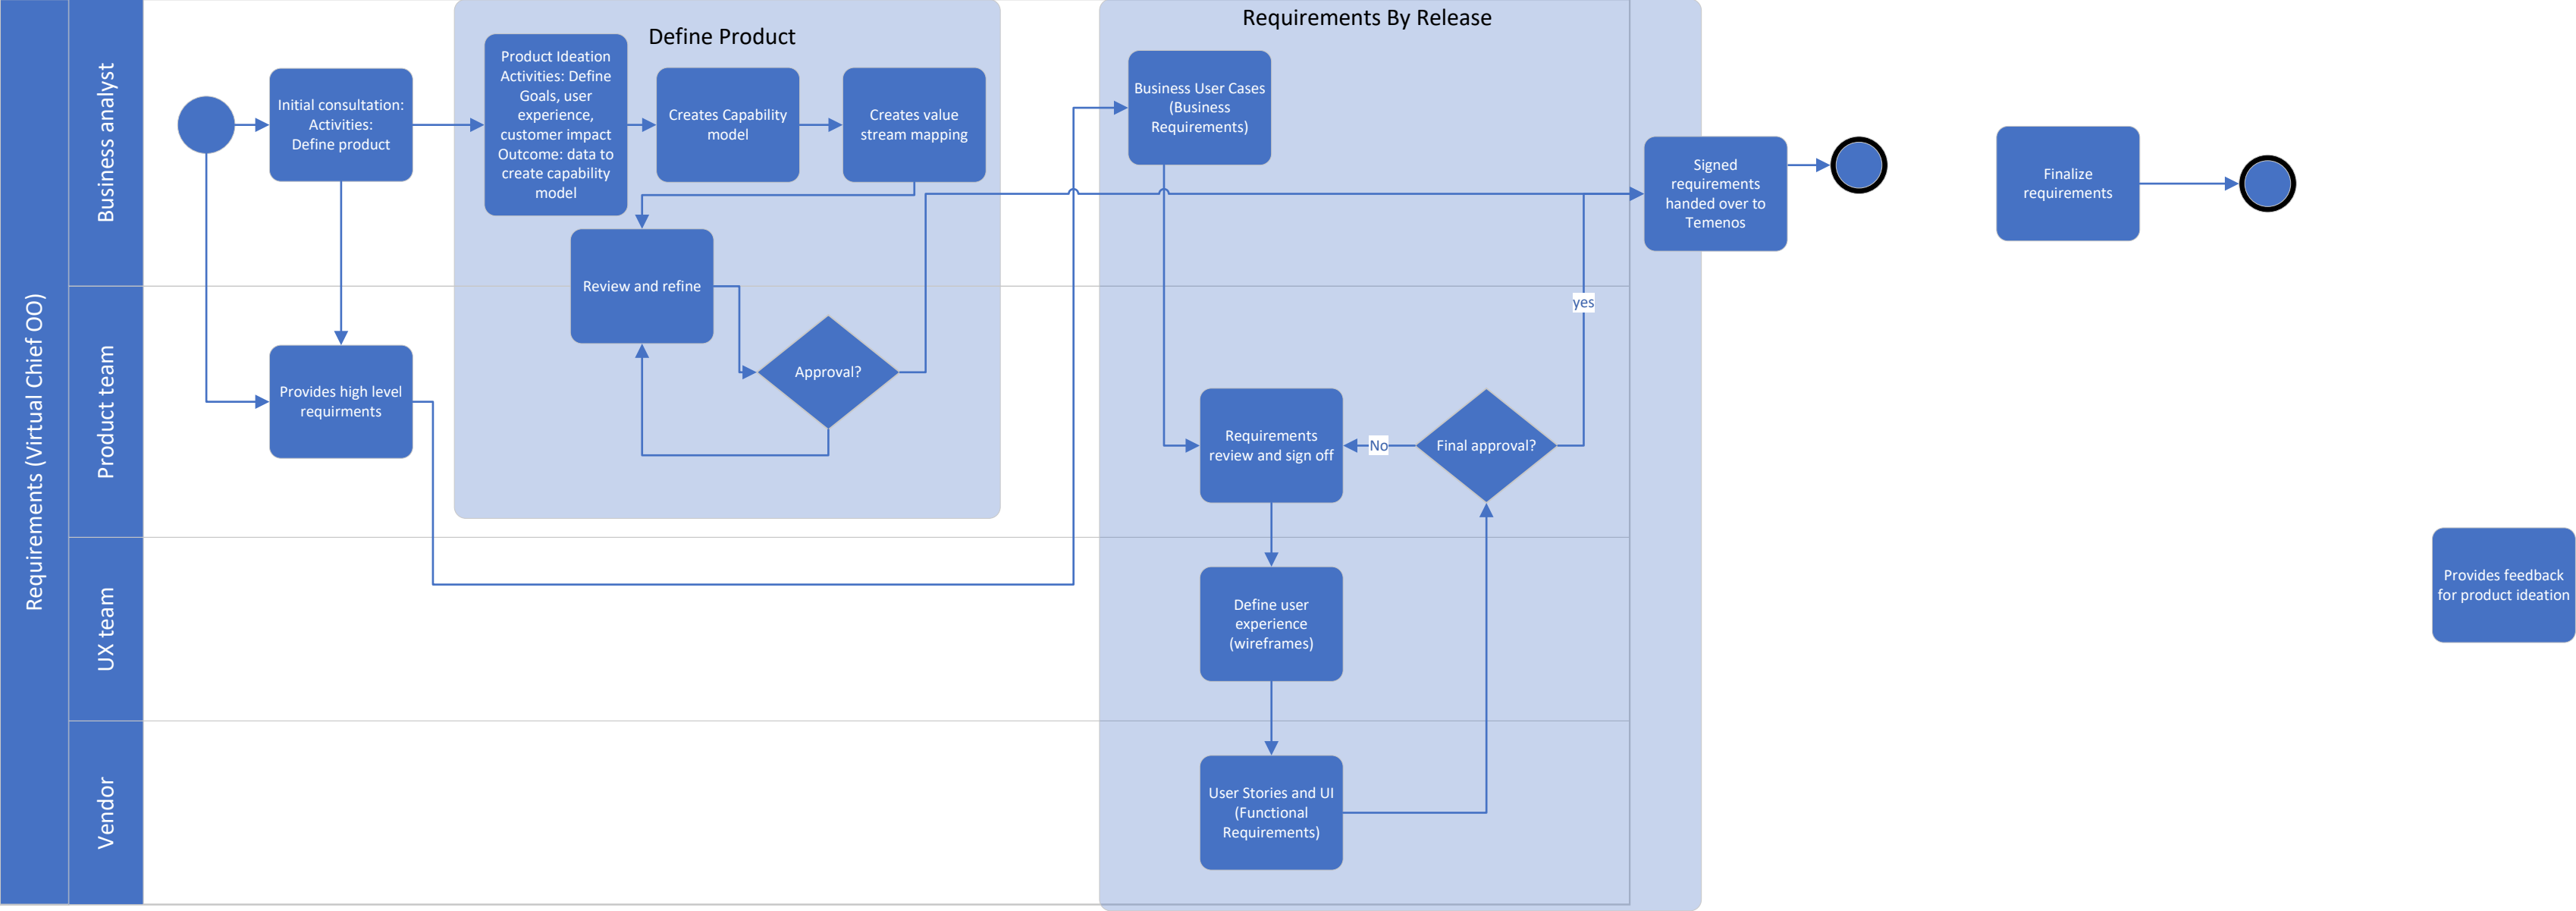 Requirements (Virtual Chief OO)
Business analyst
Product team
UX team
Vendor
Initial consultation:
Activities:
Define product
Provides high level
requirments
Define Product
Product Ideation
Activities: Define
Goals, user
experience,
customer impact
Outcome: data to
create capability
model
Creates Capability
model
Creates value
stream mapping
Review and refine
Approval?
Requirements By Release
Business User Cases
(Business
Requirements)
Requirements
review and sign off
No
Final approval?
yes
Define user
experience
(wireframes)
User Stories and UI
(Functional
Requirements)
Signed
requirements
handed over to
Temenos
Finalize
requirements
Provides feedback
for product ideation